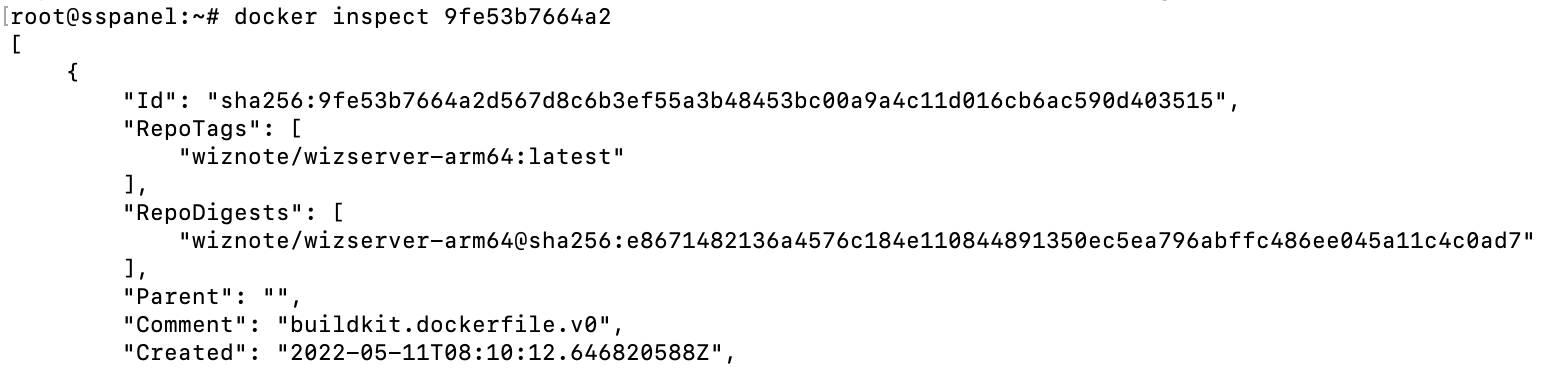 [root@sspanel:~# docker inspect 9fe53b7664a2
[
    {
        "Id": "sha256:9fe53b7664a2d567d8c6b3ef55a3b48453bc00a9a4c11d016cb6ac590d403515",
        "RepoTags": [
            "wiznote/wizserver-arm64:latest"
        ],
        "RepoDigests": [
            "wiznote/wizserver-arm64@sha256:e8671482136a4576c184e110844891350ec5ea796abffc486ee045a11c4c0ad7"
        ],
        "Parent": "",
        "Comment": "buildkit.dockerfile.v0",
        "Created": "2022-05-11T08:10:12.646820588Z",